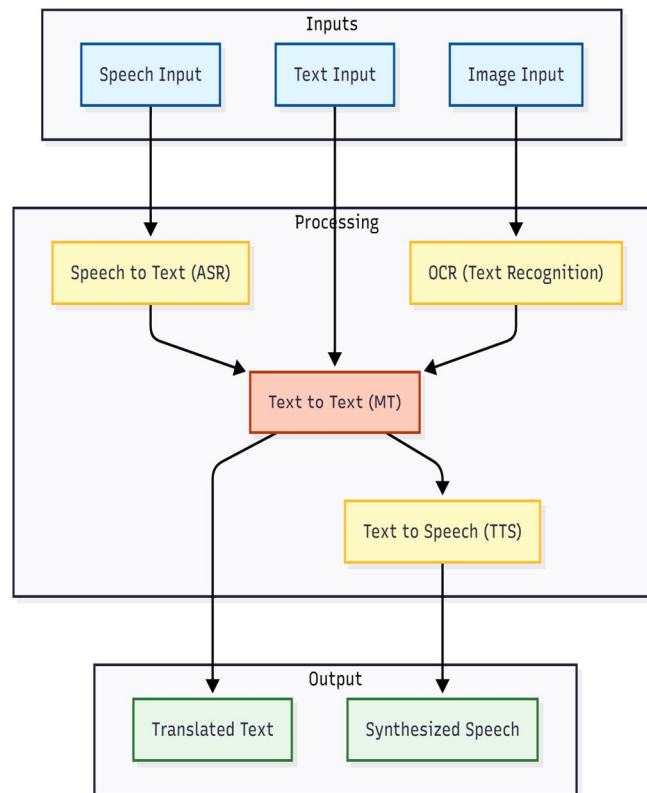 Inputs
Speech Input
Text Input
Image Input
Processing
Speech to Text (ASR)
OCR (Text Recognition)
Text to Text (MT)
Text to Speech (TTS)
Output
Translated Text
Synthesized Speech